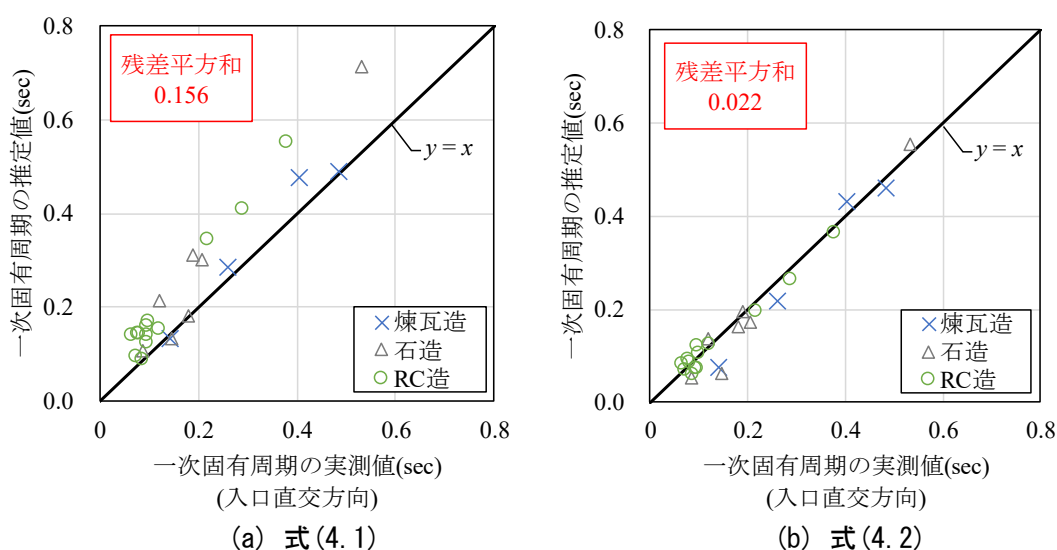 残差平方和
0.156
y = x
煉瓦造
石造
RC造
0.8
0.6
0.4
0.2
0.0
0
0.2
0.4
0.6
0.8
一次固有周期の推定値(sec)
一次固有周期の実測値(sec)
(入口直交方向)
(a) 式(4.1)
残差平方和
0.022
y = x
煉瓦造
石造
RC造
0.8
0.6
0.4
0.2
0.0
0
0.2
0.4
0.6
0.8
一次固有周期の推定値(sec)
一次固有周期の実測値(sec)
(入口直交方向)
(b) 式(4.2)